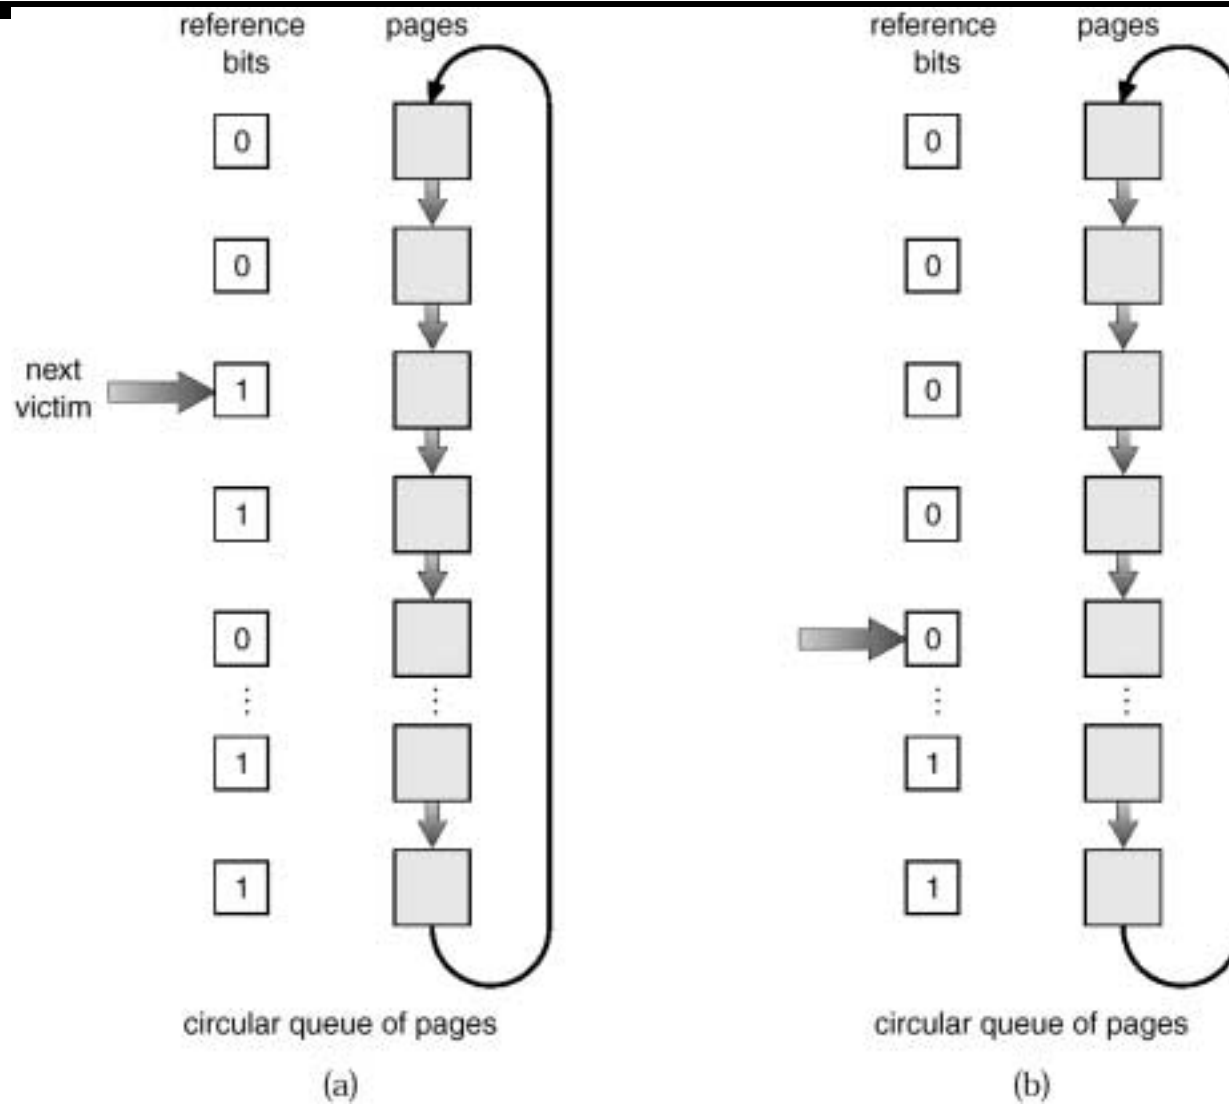 reference bits
pages
0
0
next victim
1
1
0
1
1
circular queue of pages
(a)
reference bits
pages
0
0
0
0
0
1
1
circular queue of pages
(b)